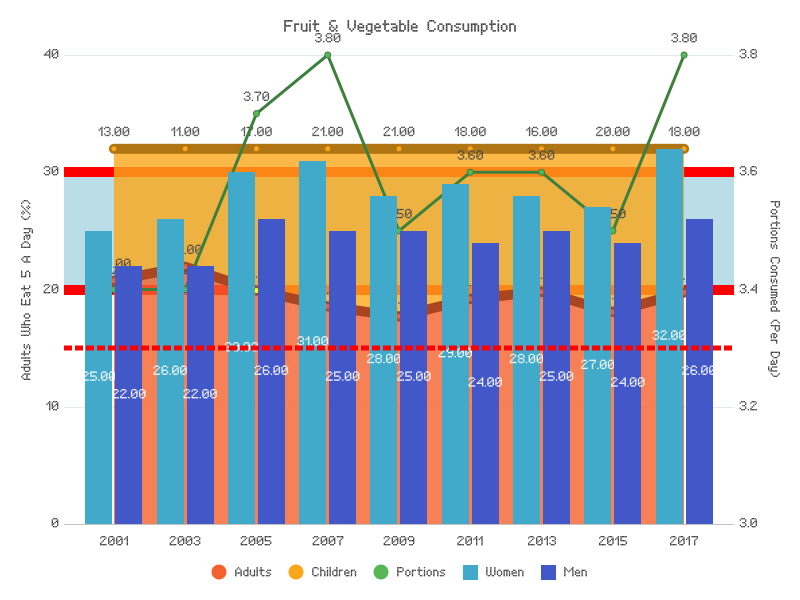 Fruit & Vegetable Consumption
3.80 3.80
40 3.8
3.70
13.00 11.00 17.00 21.00 21.00 18.00 16.00 20.00 18.00
3.60 3.60
30 3.6
Adults Who Eat 5 A Day (%)
Portions Consumed (Per Day)
20 3.4
31.00 32.00
28.00 29.00 28.00 27.00
25.00 26.00 26.00 25.00 25.00 24.00 25.00 24.00 26.00
22.00 22.00
10 3.2
0 3.0
2001 2003 2005 2007 2009 2011 2013 2015 2017
Adults Children Portions Women Men